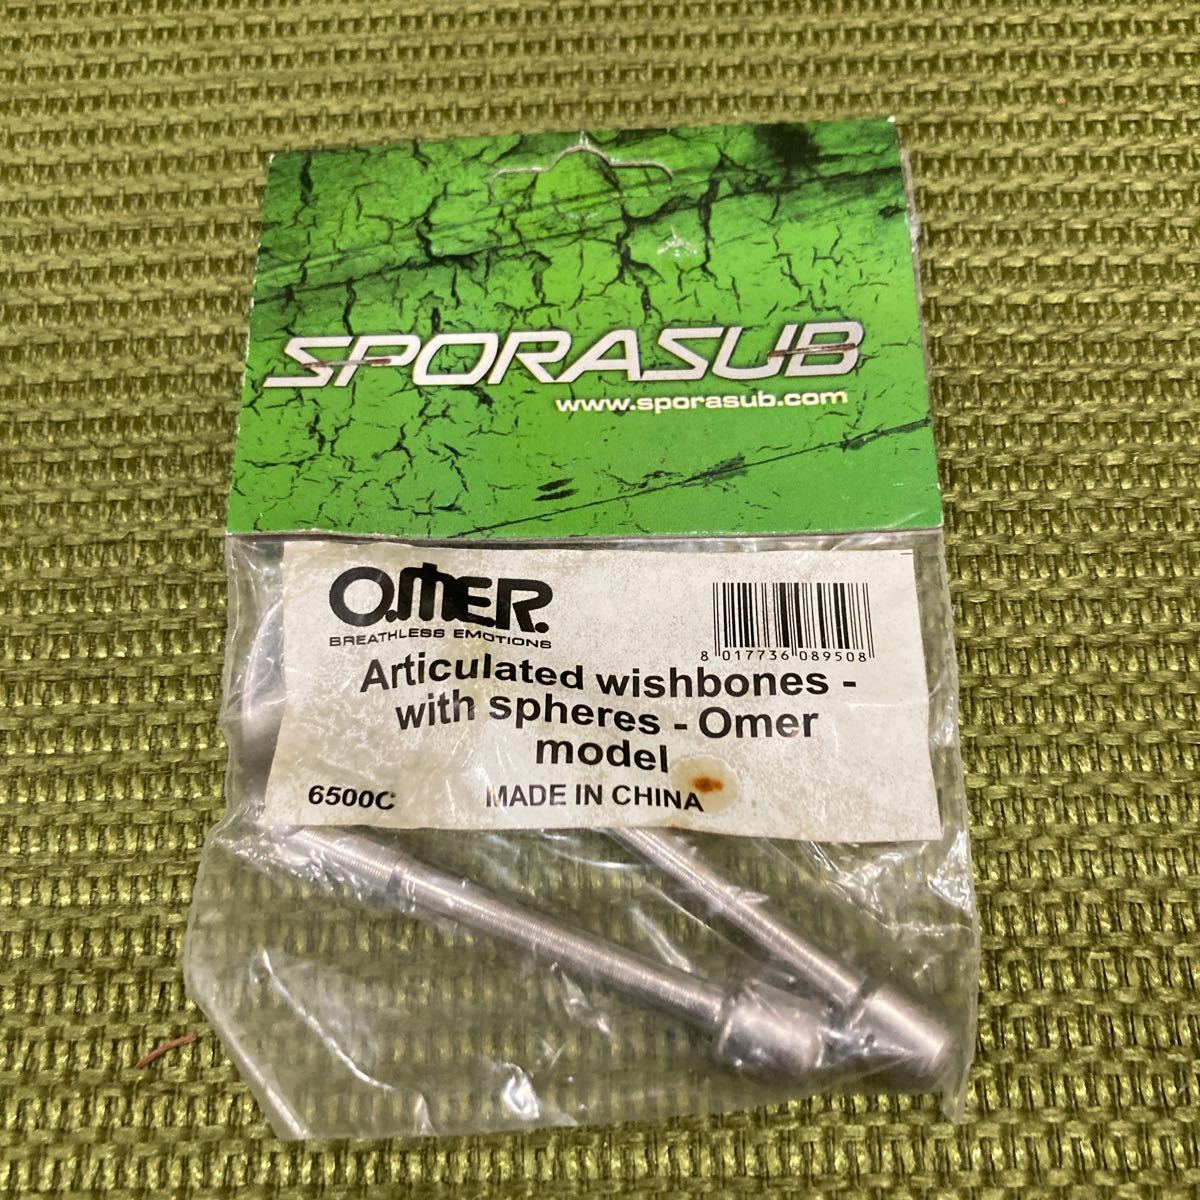 SPORASUB
www.sporasub.com
O.MER.
BREATHLESS EMOTIONS
8 017736 089508
Articulated wishbones -
with spheres - Omer
model
6500C MADE IN CHINA